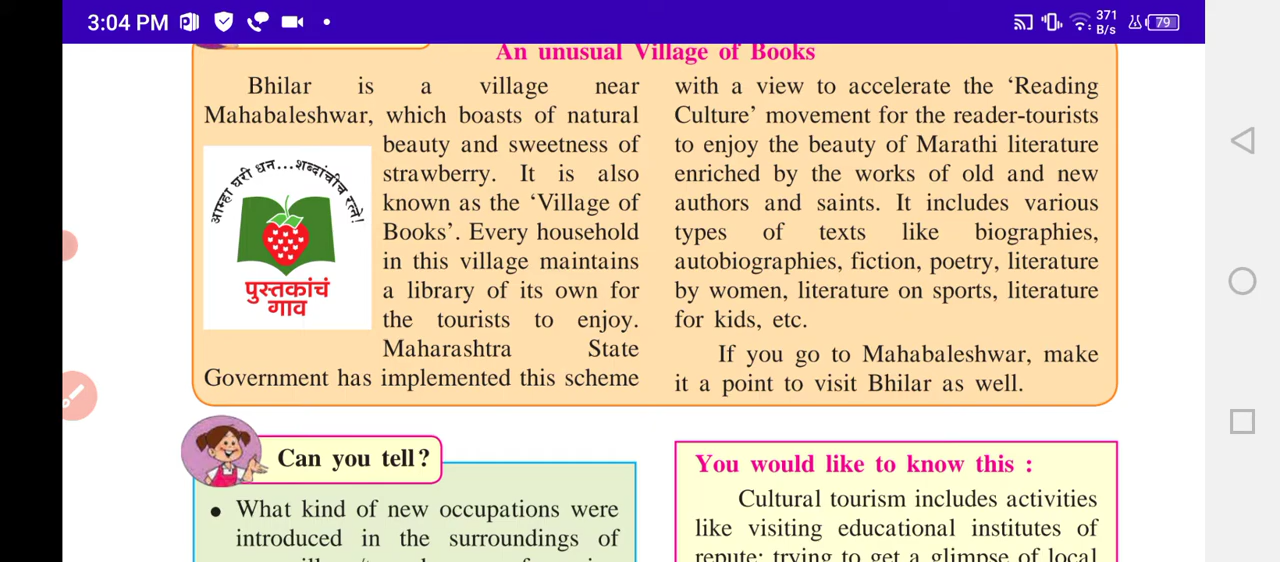 3:04 PM
371
B/s
79
An unusual Village of Books
Bhilar is a village near
Mahabaleshwar, which boasts of natural
beauty and sweetness of
strawberry. It is also
known as the ‘Village of
Books’. Every household
in this village maintains
a library of its own for
the tourists to enjoy.
Maharashtra State
Government has implemented this scheme
आम्हा घरी धन...शब्दांचीच रत्ने!
पुस्तकांचं
गाव
with a view to accelerate the ‘Reading
Culture’ movement for the reader-tourists
to enjoy the beauty of Marathi literature
enriched by the works of old and new
authors and saints. It includes various
types of texts like biographies,
autobiographies, fiction, poetry, literature
by women, literature on sports, literature
for kids, etc.
If you go to Mahabaleshwar, make
it a point to visit Bhilar as well.
Can you tell?
• What kind of new occupations were
introduced in the surroundings of
You would like to know this :
Cultural tourism includes activities
like visiting educational institutes of
repute; trying to get a glimpse of local